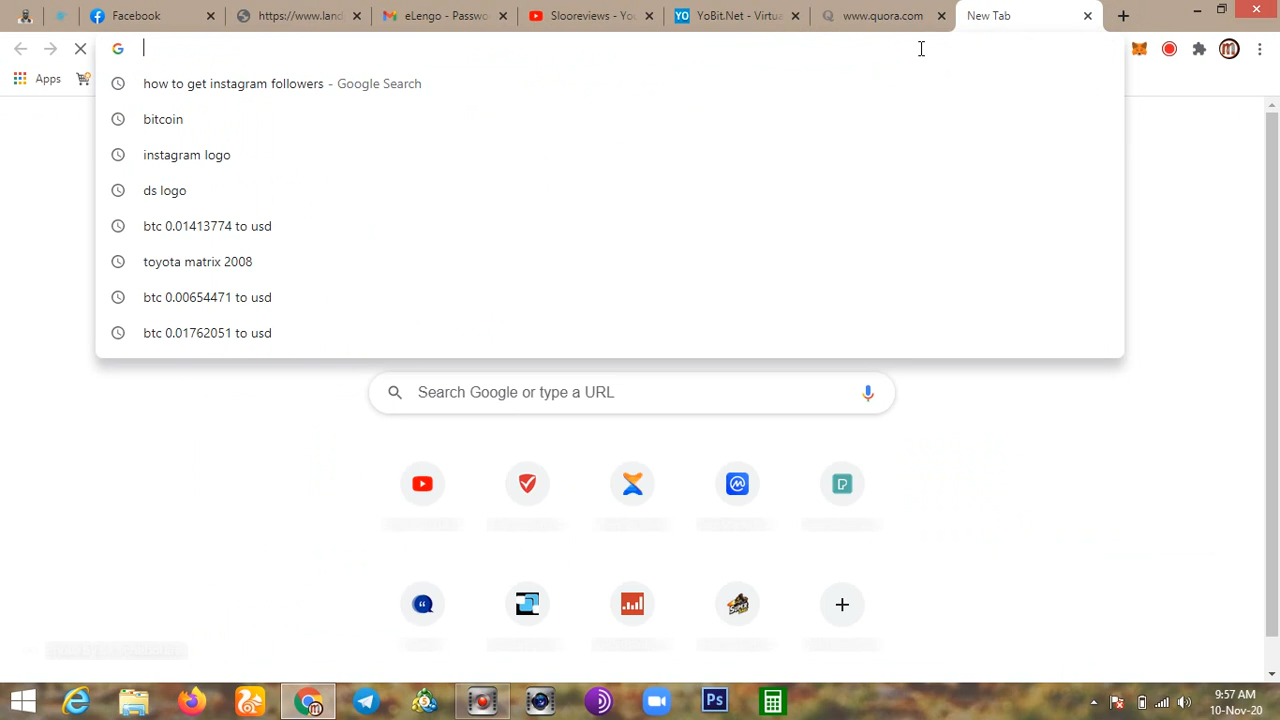 Facebook
https://www.land
eLengo - Passwo
Slooreviews - You
YO YoBit.Net - Virtua
www.quora.com
New Tab
Apps
how to get instagram followers - Google Search
bitcoin
instagram logo
ds logo
btc 0.01413774 to usd
toyota matrix 2008
btc 0.00654471 to usd
btc 0.01762051 to usd
Search Google or type a URL
Ps
9:57 AM
10-Nov-20